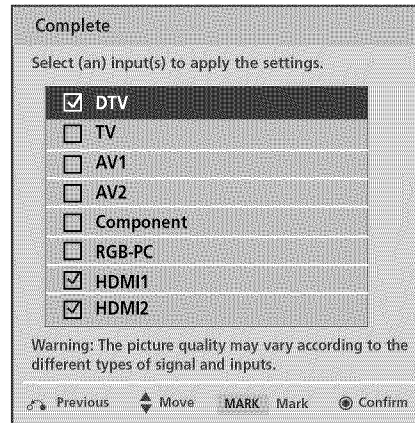 Complete
Select (an) input(s) to apply the settings.
DTV
TV
AV1
AV2
Component
RGB-PC
HDMI1
HDMI2
Warning: The picture quality may vary according to the
different types of signal and inputs.
Previous Move MARK Mark Confirm